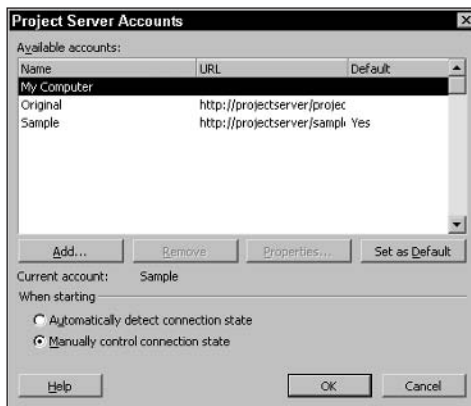 Project Server Accounts
Available accounts:
Name URL Default
My Computer
Original http://projectserver/projec
Sample http://projectserver/sampl Yes
Add... Remove Properties... Set as Default
Current account: Sample
When starting
Automatically detect connection state
Manually control connection state
Help OK Cancel